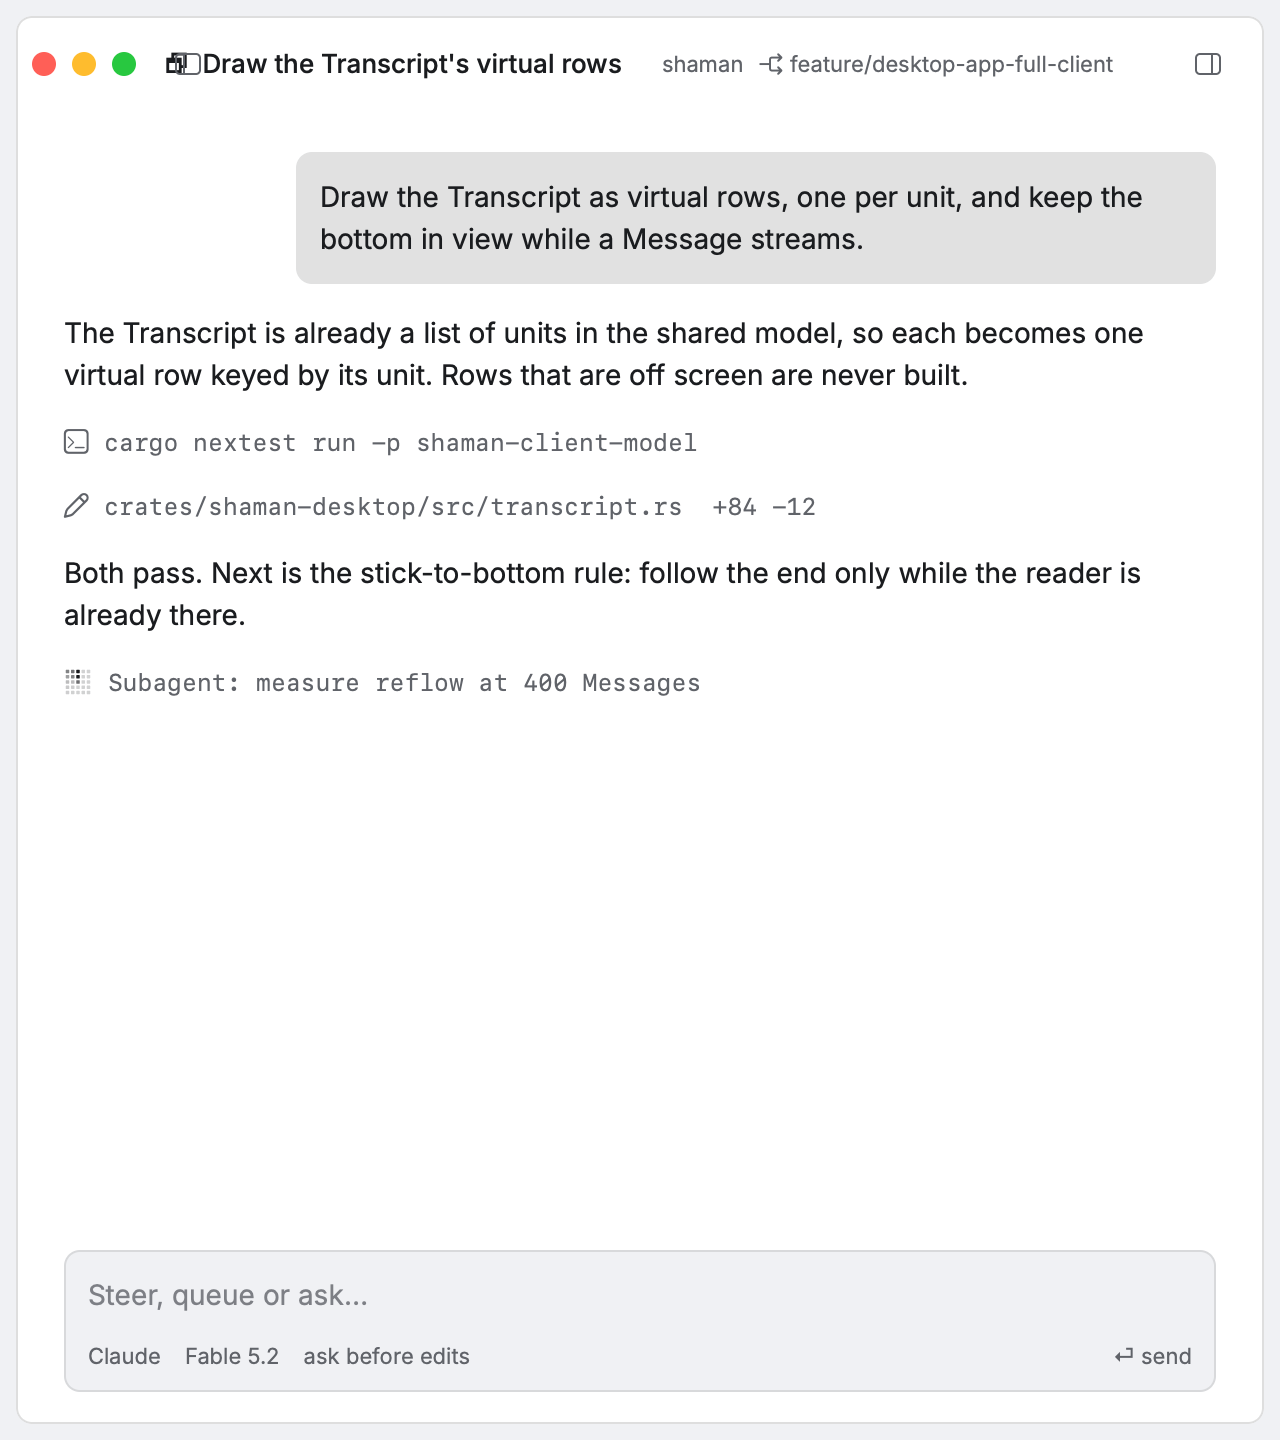 Draw the Transcript's virtual rows shaman feature/desktop-app-full-client
Draw the Transcript as virtual rows, one per unit, and keep the
bottom in view while a Message streams.
The Transcript is already a list of units in the shared model, so each becomes one
virtual row keyed by its unit. Rows that are off screen are never built.
cargo nextest run -p shaman-client-model
crates/shaman-desktop/src/transcript.rs +84 −12
Both pass. Next is the stick-to-bottom rule: follow the end only while the reader is
already there.
Subagent: measure reflow at 400 Messages
Steer, queue or ask…
Claude Fable 5.2 ask before edits send